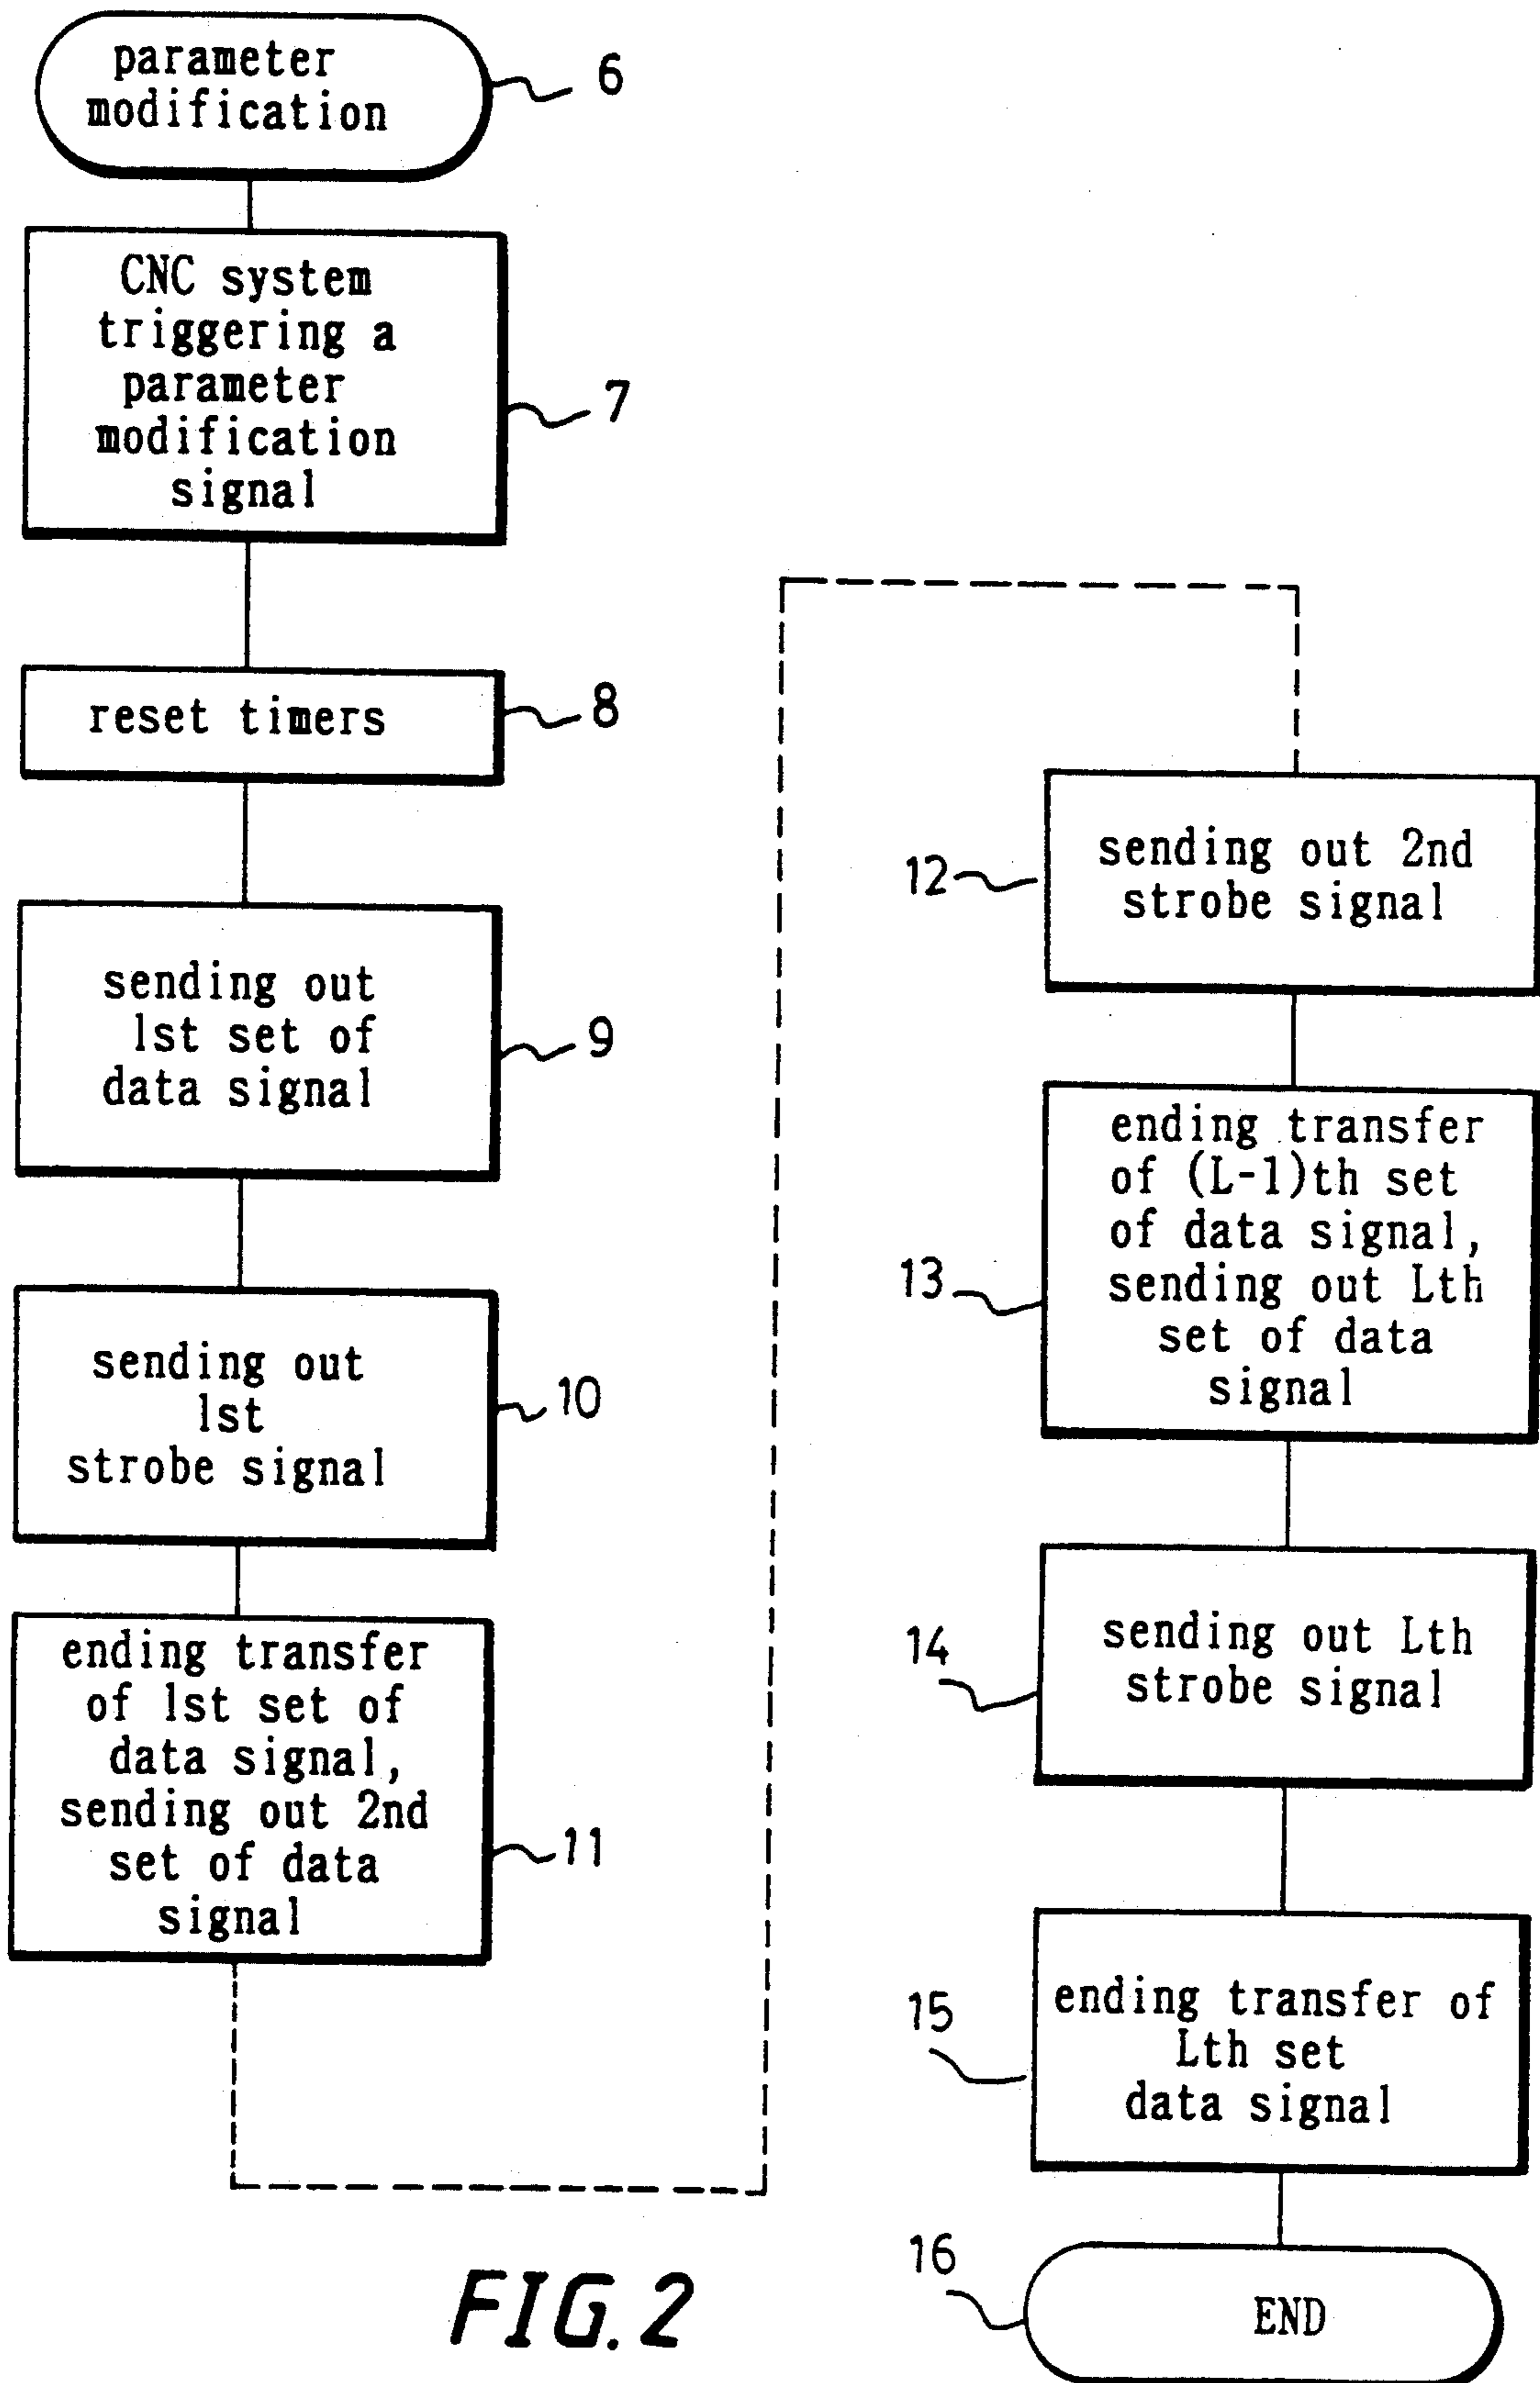 parameter
modification
6
CNC system
triggering a
parameter
modification
signal
7
reset timers
8
sending out
1st set of
data signal
9
sending out
1st
strobe signal
10
ending transfer
of 1st set of
data signal,
sending out 2nd
set of data
signal
11
sending out 2nd
strobe signal
12
ending transfer
of (L-1)th set
of data signal,
sending out Lth
set of data
signal
13
sending out Lth
strobe signal
14
ending transfer of
Lth set
data signal
15
END
16
FIG.2